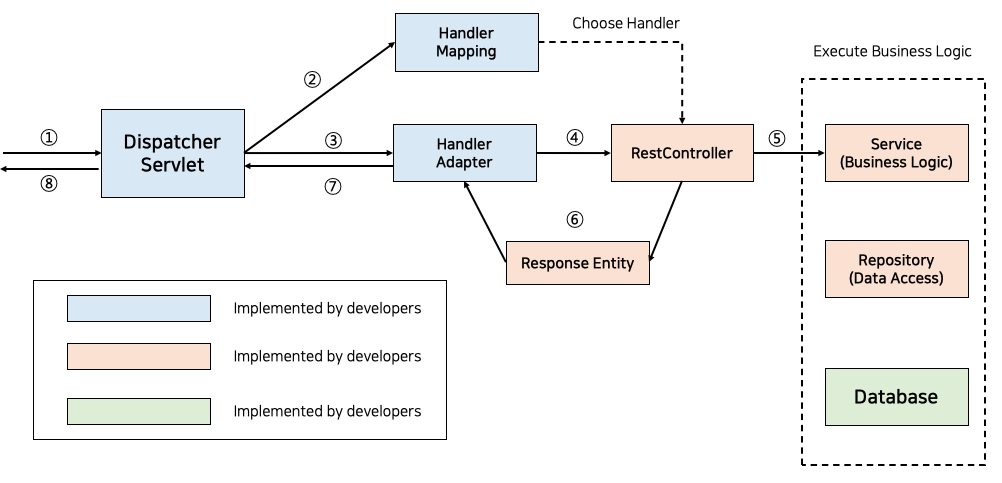 Choose Handler
Handler
Mapping
Execute Business Logic
②
①
Dispatcher
Servlet
⑧
③
⑦
Handler
Adapter
④
RestController
⑤
Service
(Business Logic)
⑥
Response Entity
Repository
(Data Access)
Database
Implemented by developers
Implemented by developers
Implemented by developers